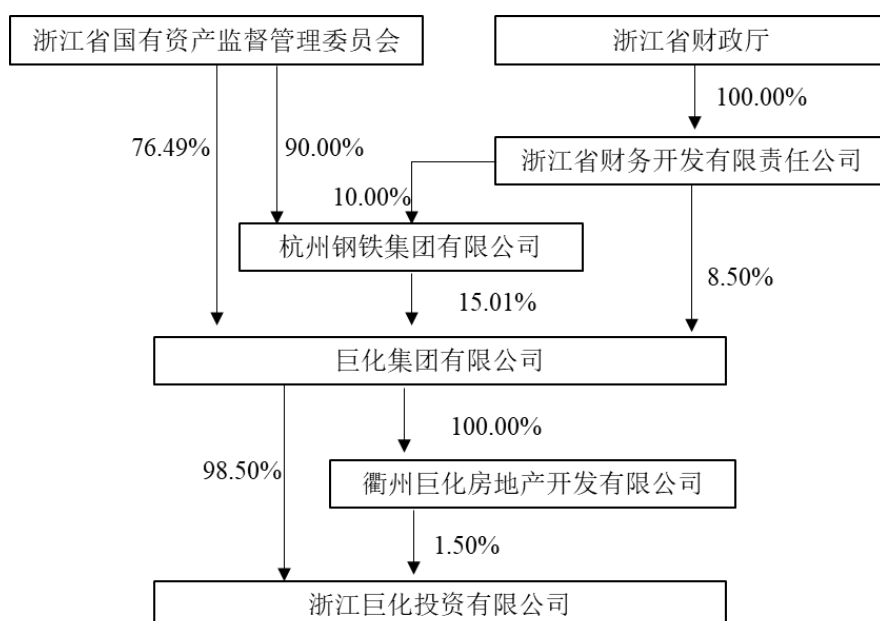 浙江省国有资产监督管理委员会
浙江省财政厅
100.00%
76.49%
90.00%
浙江省财务开发有限责任公司
10.00%
杭州钢铁集团有限公司
8.50%
15.01%
巨化集团有限公司
100.00%
98.50%
衢州巨化房地产开发有限公司
1.50%
浙江巨化投资有限公司